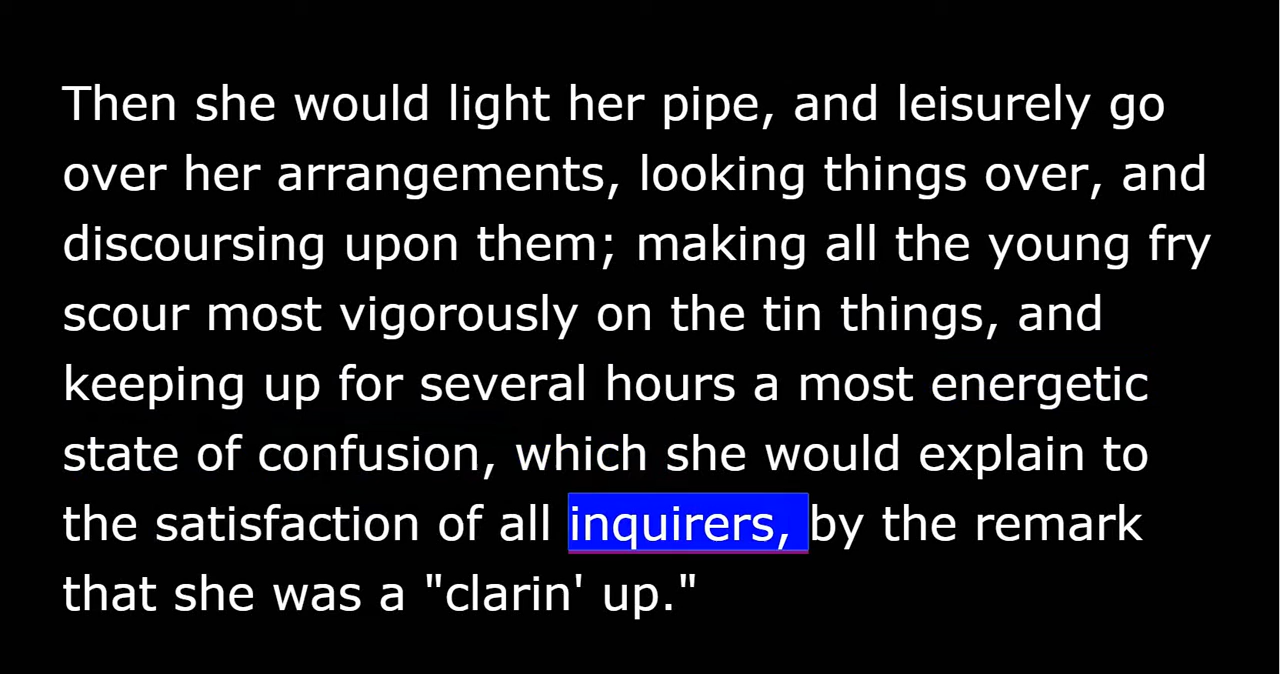 Then she would light her pipe, and leisurely go
over her arrangements, looking things over, and
discoursing upon them; making all the young fry
scour most vigorously on the tin things, and
keeping up for several hours a most energetic
state of confusion, which she would explain to
the satisfaction of all inquirers, by the remark
that she was a "clarin' up."